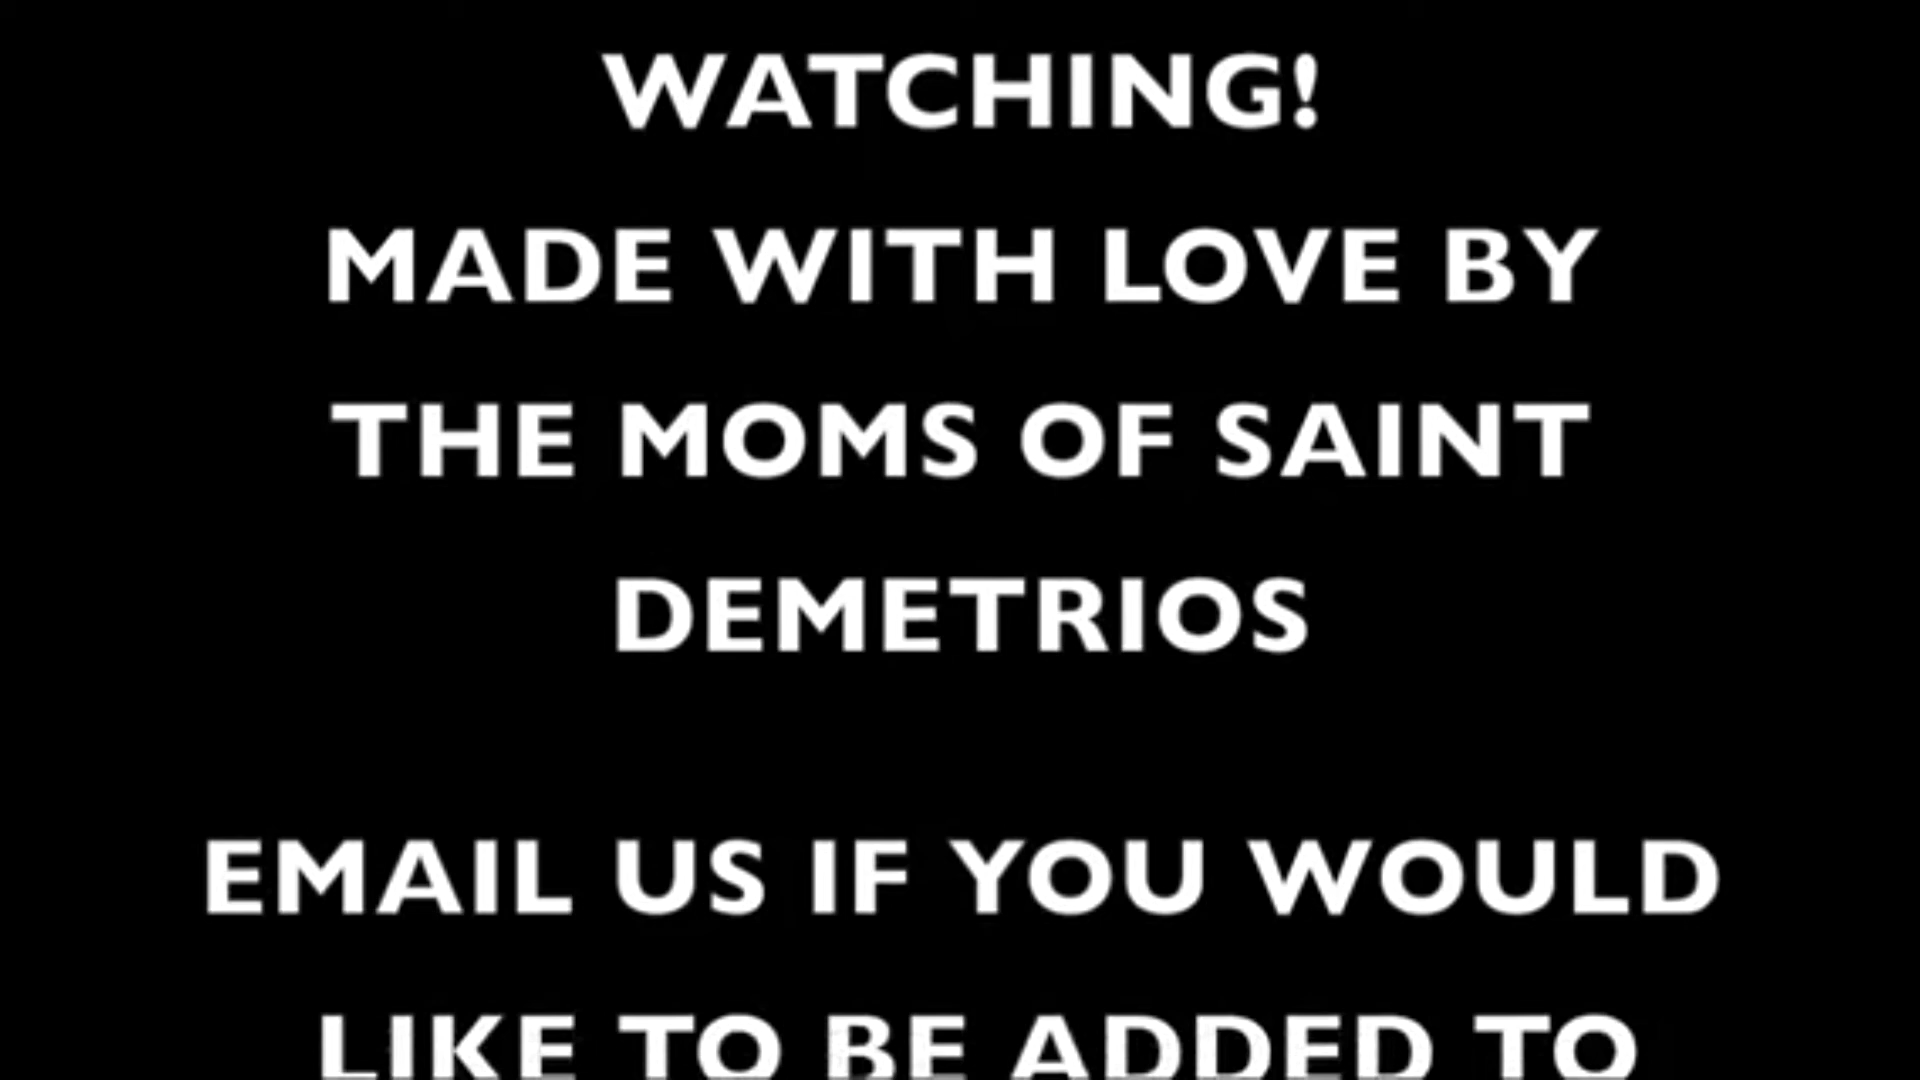 WATCHING!
MADE WITH LOVE BY
THE MOMS OF SAINT
DEMETRIOS
EMAIL US IF YOU WOULD
LIKE TO BE ADDED TO